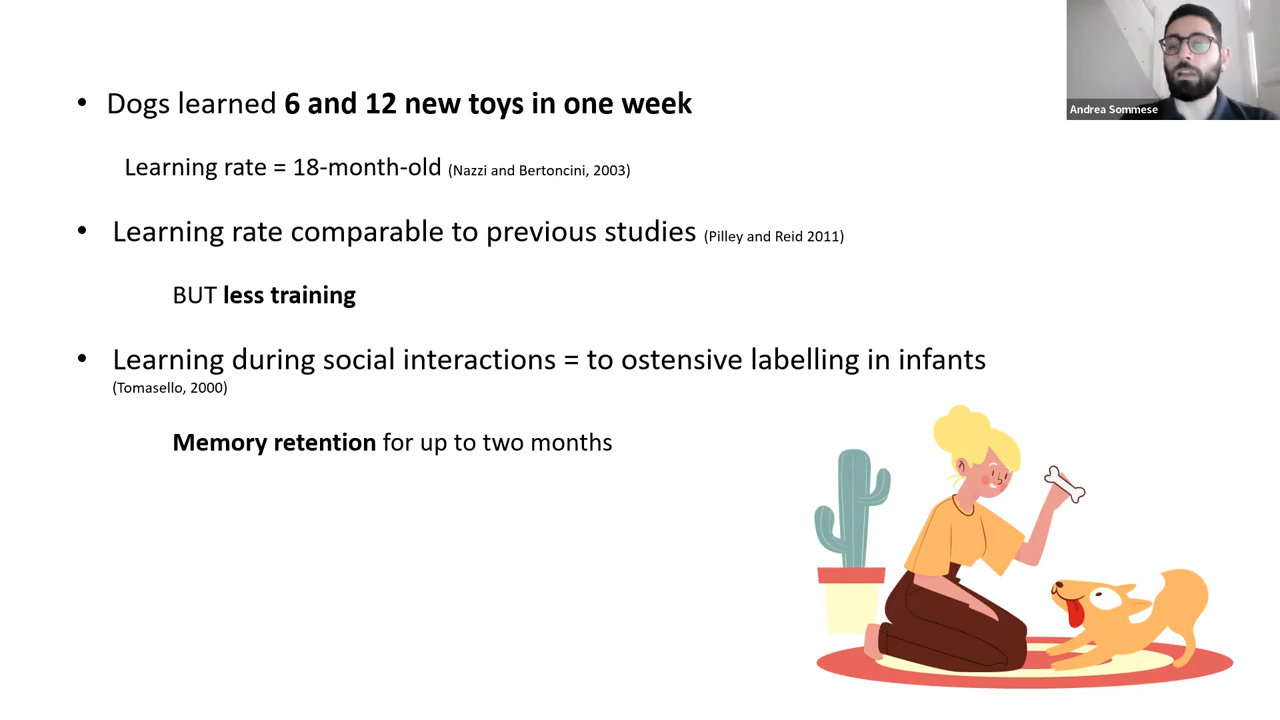 • Dogs learned 6 and 12 new toys in one week
Learning rate = 18-month-old (Nazzi and Bertoncini, 2003)
• Learning rate comparable to previous studies (Pilley and Reid 2011)
BUT less training
• Learning during social interactions = to ostensive labelling in infants
(Tomasello, 2000)
Memory retention for up to two months
Andrea Sommese